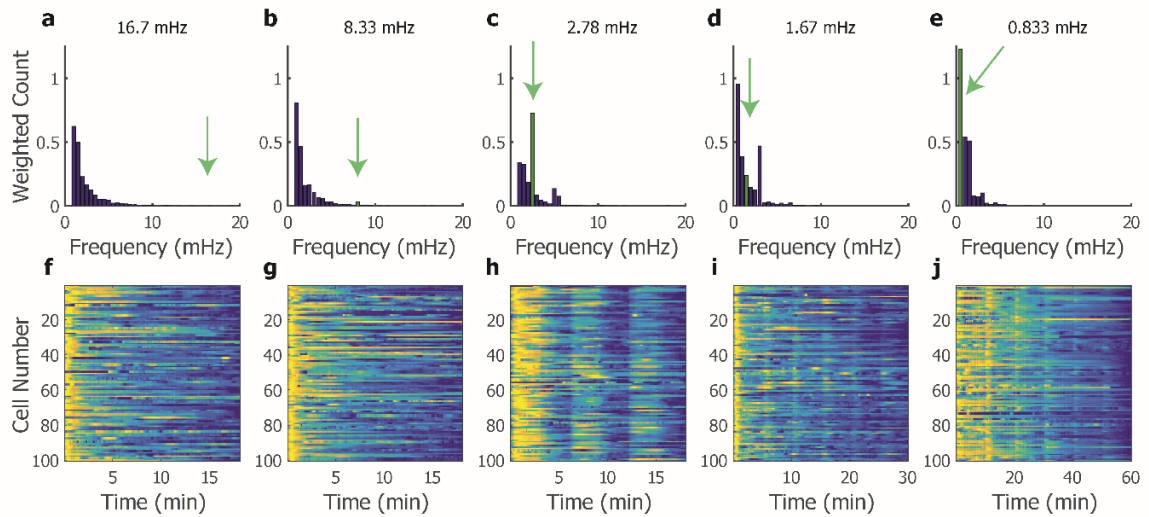 a b c d e
16.7 mHz 8.33 mHz 2.78 mHz 1.67 mHz 0.833 mHz
Weighted Count
1 1 1 1 1
0.5 0.5 0.5 0.5 0.5
0 0 0 0 0
0 10 20 0 10 20 0 10 20 0 10 20 0 10 20
Frequency (mHz) Frequency (mHz) Frequency (mHz) Frequency (mHz) Frequency (mHz)
f g h i j
Cell Number
20 20 20 20 20
40 40 40 40 40
60 60 60 60 60
80 80 80 80 80
100 100 100 100 100
5 10 15 5 10 15 5 10 15 10 20 30 20 40 60
Time (min) Time (min) Time (min) Time (min) Time (min)